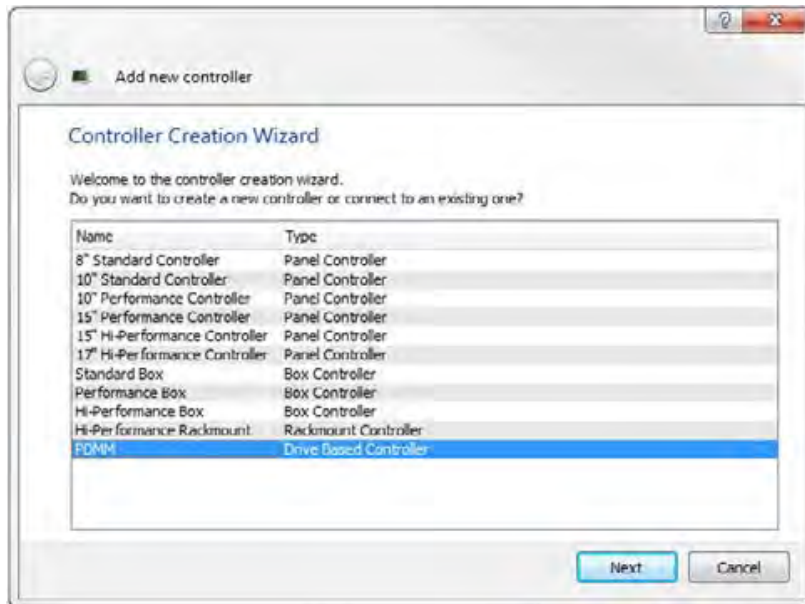 Add new controller
Controller Creation Wizard
Welcome to the controller creation wizard.
Do you want to create a new controller or connect to an existing one?
Name Type
8" Standard Controller Panel Controller
10" Standard Controller Panel Controller
10" Performance Controller Panel Controller
15" Performance Controller Panel Controller
15" Hi-Performance Controller Panel Controller
17" Hi-Performance Controller Panel Controller
Standard Box Box Controller
Performance Box Box Controller
Hi-Performance Box Box Controller
Hi-Performance Rackmount Rackmount Controller
PDMM Drive Based Controller
Next Cancel